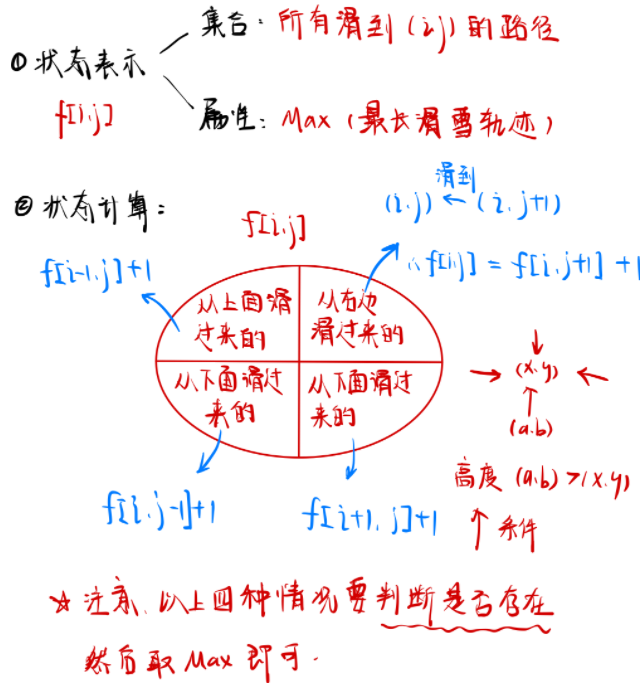 集合：所有滑到 (i,j) 的路径
① 状态表示
f[i,j]
属性：Max（最长滑雪轨迹）
② 状态计算：
f[i,j]
滑到
(i,j) ← (i,j+1)
∴ f[i,j] = f[i,j+1] + 1
f[i-1,j]+1
从上面滑
过来的
从右边
滑过来的
从下面滑过
来的
从下面滑过
来的
→ (x,y) ←
(a,b)
高度 (a,b) > (x,y)
↑ 条件
f[i,j-1]+1
f[i+1,j]+1
☆ 注意、以上四种情况要判断是否存在
然后取 Max 即可.